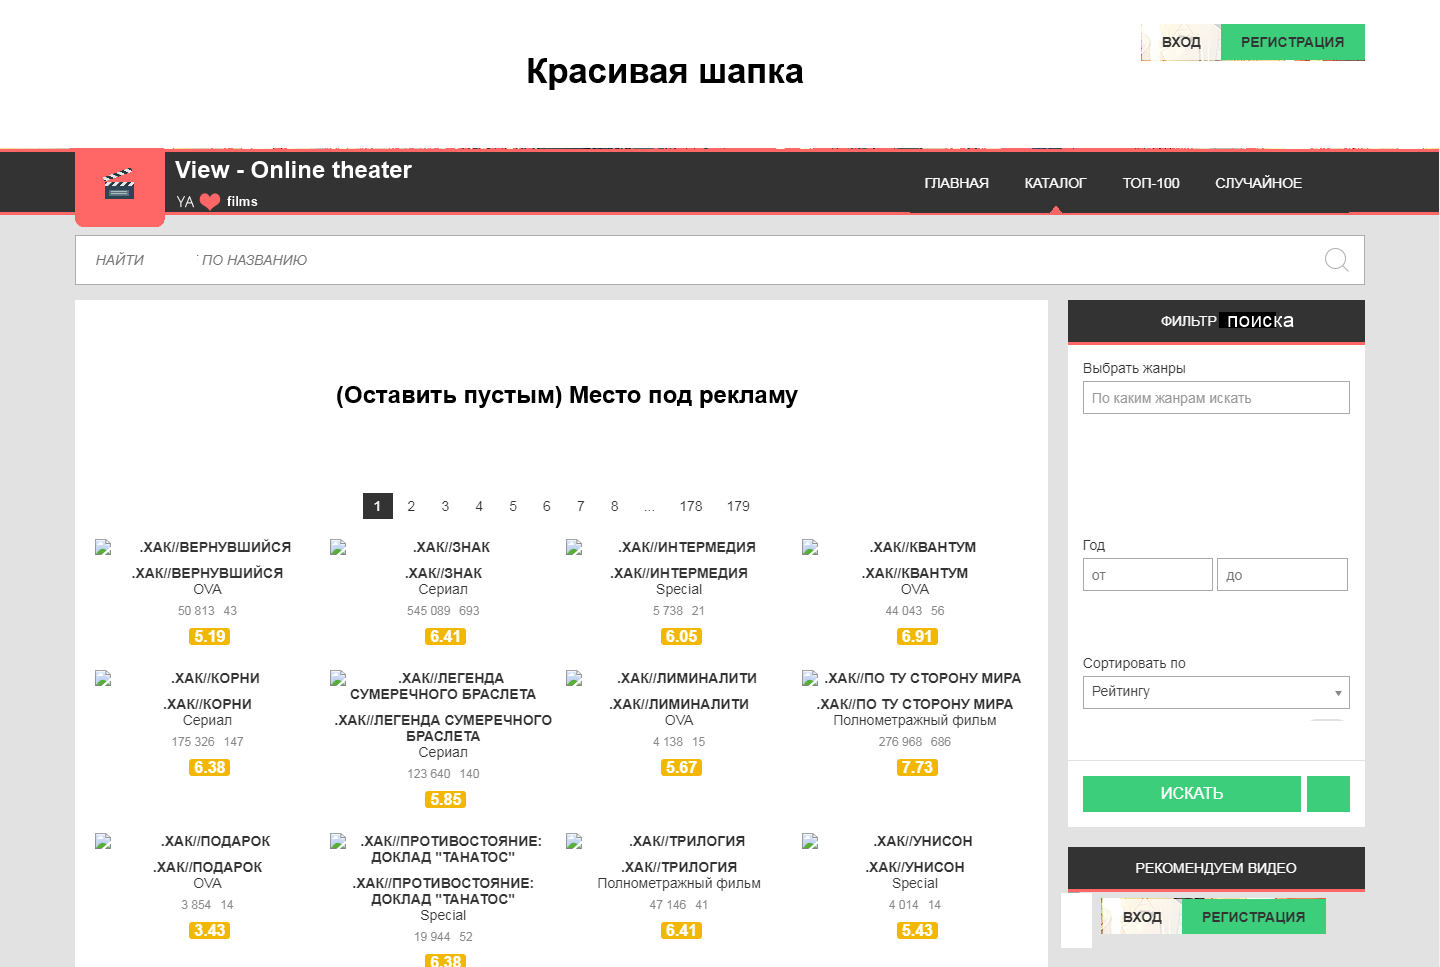 ВХОД РЕГИСТРАЦИЯ
Красивая шапка
View - Online theater
YA films
ГЛАВНАЯ КАТАЛОГ ТОП-100 СЛУЧАЙНОЕ
НАЙТИ ПО НАЗВАНИЮ
ФИЛЬТР поиска
(Оставить пустым) Место под рекламу
1 2 3 4 5 6 7 8 ... 178 179
.ХАК//ВЕРНУВШИЙСЯ
.ХАК//ВЕРНУВШИЙСЯ
OVA
50 813 43
5.19
.ХАК//ЗНАК
.ХАК//ЗНАК
Сериал
545 089 693
6.41
.ХАК//ИНТЕРМЕДИЯ
.ХАК//ИНТЕРМЕДИЯ
Special
5 738 21
6.05
.ХАК//КВАНТУМ
.ХАК//КВАНТУМ
OVA
44 043 56
6.91
.ХАК//КОРНИ
.ХАК//КОРНИ
Сериал
175 326 147
6.38
.ХАК//ЛЕГЕНДА
СУМЕРЕЧНОГО БРАСЛЕТА
.ХАК//ЛЕГЕНДА СУМЕРЕЧНОГО
БРАСЛЕТА
Сериал
123 640 140
5.85
.ХАК//ЛИМИНАЛИТИ
.ХАК//ЛИМИНАЛИТИ
OVA
4 138 15
5.67
.ХАК//ПО ТУ СТОРОНУ МИРА
.ХАК//ПО ТУ СТОРОНУ МИРА
Полнометражный фильм
276 968 686
7.73
.ХАК//ПОДАРОК
.ХАК//ПОДАРОК
OVA
3 854 14
3.43
.ХАК//ПРОТИВОСТОЯНИЕ:
ДОКЛАД "ТАНАТОС"
.ХАК//ПРОТИВОСТОЯНИЕ:
ДОКЛАД "ТАНАТОС"
Special
19 944 52
6.38
.ХАК//ТРИЛОГИЯ
.ХАК//ТРИЛОГИЯ
Полнометражный фильм
47 146 41
6.41
.ХАК//УНИСОН
.ХАК//УНИСОН
Special
4 014 14
5.43
Выбрать жанры
По каким жанрам искать
Год
от до
Сортировать по
Рейтингу
ИСКАТЬ
РЕКОМЕНДУЕМ ВИДЕО
ВХОД РЕГИСТРАЦИЯ